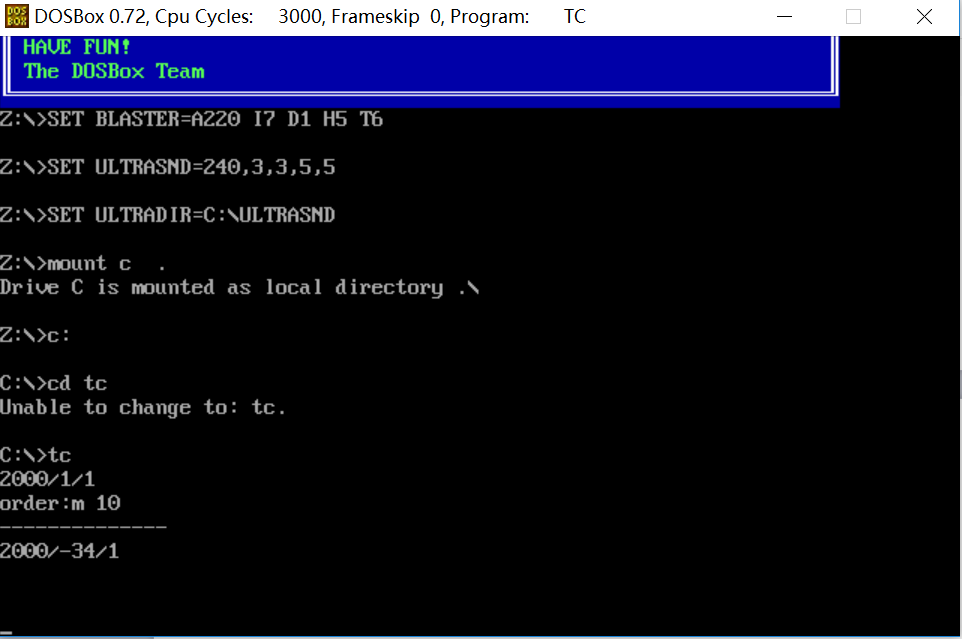 DOSBox 0.72, Cpu Cycles: 3000, Frameskip 0, Program: TC
HAVE FUN!
The DOSBox Team
Z:\>SET BLASTER=A220 I7 D1 H5 T6
Z:\>SET ULTRASND=240,3,3,5,5
Z:\>SET ULTRADIR=C:\ULTRASND
Z:\>mount c  .
Drive C is mounted as local directory .\
Z:\>c:
C:\>cd tc
Unable to change to: tc.
C:\>tc
2000/1/1
order:m 10
--------------
2000/-34/1